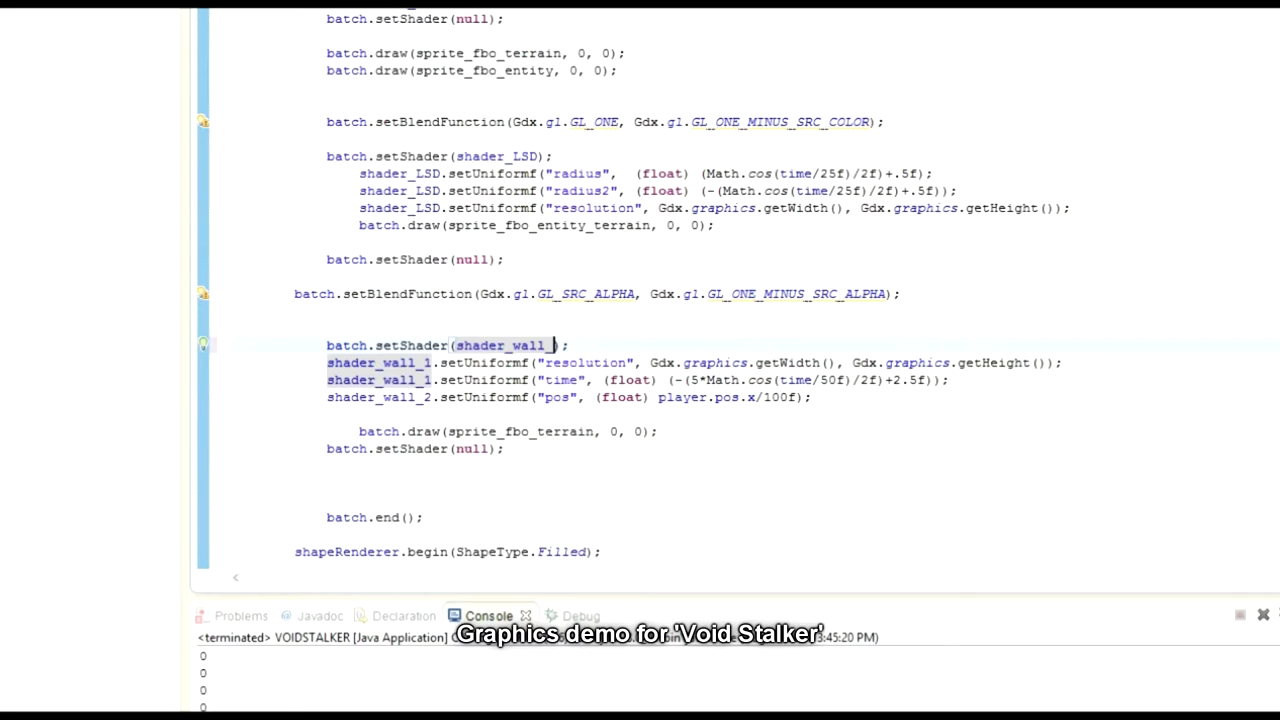 batch.setShader(null);
batch.draw(sprite_fbo_terrain, 0, 0);
batch.draw(sprite_fbo_entity, 0, 0);
batch.setBlendFunction(Gdx.gl.GL_ONE, Gdx.gl.GL_ONE_MINUS_SRC_COLOR);
batch.setShader(shader_LSD);
shader_LSD.setUniformf("radius", (float) (Math.cos(time/25f)/2f)+.5f);
shader_LSD.setUniformf("radius2", (float) (-(Math.cos(time/25f)/2f)+.5f));
shader_LSD.setUniformf("resolution", Gdx.graphics.getWidth(), Gdx.graphics.getHeight());
batch.draw(sprite_fbo_entity_terrain, 0, 0);
batch.setShader(null);
batch.setBlendFunction(Gdx.gl.GL_SRC_ALPHA, Gdx.gl.GL_ONE_MINUS_SRC_ALPHA);
batch.setShader(shader_wall_);
shader_wall_1.setUniformf("resolution", Gdx.graphics.getWidth(), Gdx.graphics.getHeight());
shader_wall_1.setUniformf("time", (float) (-(5*Math.cos(time/50f)/2f)+2.5f));
shader_wall_2.setUniformf("pos", (float) player.pos.x/100f);
batch.draw(sprite_fbo_terrain, 0, 0);
batch.setShader(null);
batch.end();
shapeRenderer.begin(ShapeType.Filled);
Problems Javadoc Declaration Console Debug
Graphics demo for 'Void Stalker'
<terminated> VOIDSTALKER [Java Application] :45:20 PM)
0
0
0
0